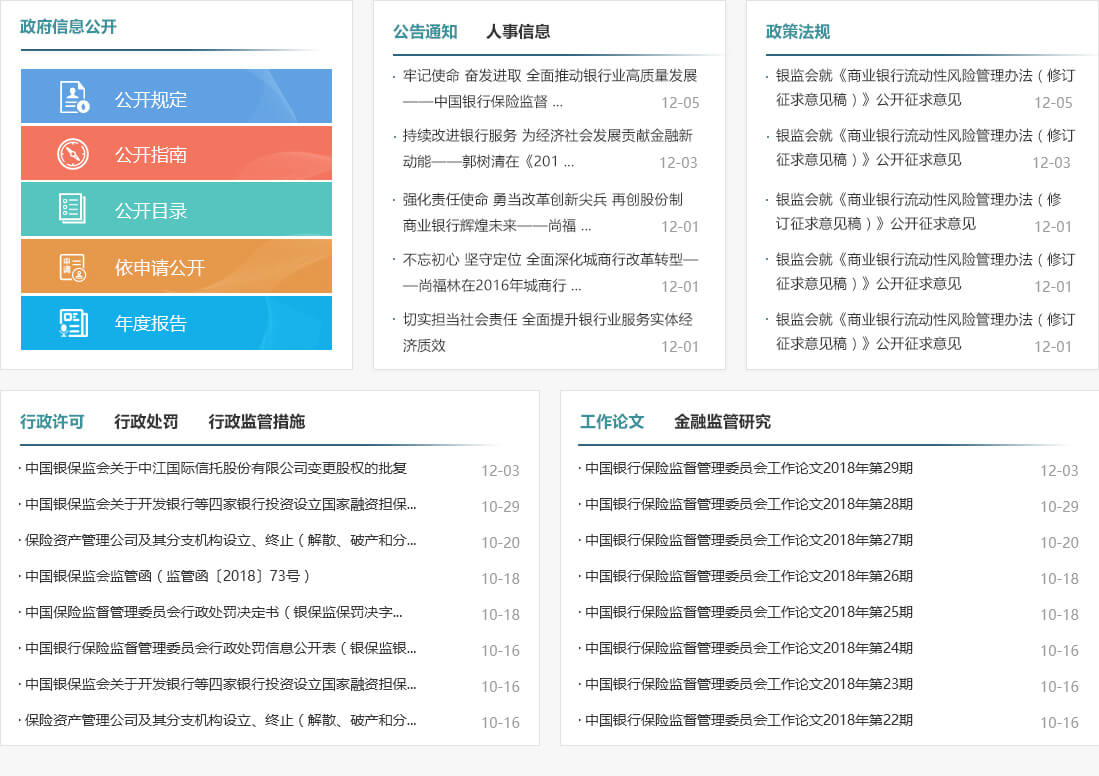 政府信息公开
公开规定
公开指南
公开目录
申请
依申请公开
年度报告
公告通知 人事信息
· 牢记使命 奋发进取 全面推动银行业高质量发展
——中国银行保险监督 ... 12-05
· 持续改进银行服务 为经济社会发展贡献金融新
动能——郭树清在《201 ... 12-03
· 强化责任使命 勇当改革创新尖兵 再创股份制
商业银行辉煌未来——尚福 ... 12-01
· 不忘初心 坚守定位 全面深化城商行改革转型—
—尚福林在2016年城商行 ... 12-01
· 切实担当社会责任 全面提升银行业服务实体经
济质效 12-01
政策法规
· 银监会就《商业银行流动性风险管理办法（修订
征求意见稿）》公开征求意见 12-05
· 银监会就《商业银行流动性风险管理办法（修订
征求意见稿）》公开征求意见 12-03
· 银监会就《商业银行流动性风险管理办法（修
订征求意见稿）》公开征求意见 12-01
· 银监会就《商业银行流动性风险管理办法（修订
征求意见稿）》公开征求意见 12-01
· 银监会就《商业银行流动性风险管理办法（修订
征求意见稿）》公开征求意见 12-01
行政许可 行政处罚 行政监管措施
· 中国银保监会关于中江国际信托股份有限公司变更股权的批复 12-03
· 中国银保监会关于开发银行等四家银行投资设立国家融资担保... 10-29
· 保险资产管理公司及其分支机构设立、终止（解散、破产和分... 10-20
· 中国银保监会监管函（监管函〔2018〕73号） 10-18
· 中国保险监督管理委员会行政处罚决定书（银保监保罚决字... 10-18
· 中国银行保险监督管理委员会行政处罚信息公开表（银保监银... 10-16
· 中国银保监会关于开发银行等四家银行投资设立国家融资担保... 10-16
· 保险资产管理公司及其分支机构设立、终止（解散、破产和分... 10-16
工作论文 金融监管研究
· 中国银行保险监督管理委员会工作论文2018年第29期 12-03
· 中国银行保险监督管理委员会工作论文2018年第28期 10-29
· 中国银行保险监督管理委员会工作论文2018年第27期 10-20
· 中国银行保险监督管理委员会工作论文2018年第26期 10-18
· 中国银行保险监督管理委员会工作论文2018年第25期 10-18
· 中国银行保险监督管理委员会工作论文2018年第24期 10-16
· 中国银行保险监督管理委员会工作论文2018年第23期 10-16
· 中国银行保险监督管理委员会工作论文2018年第22期 10-16